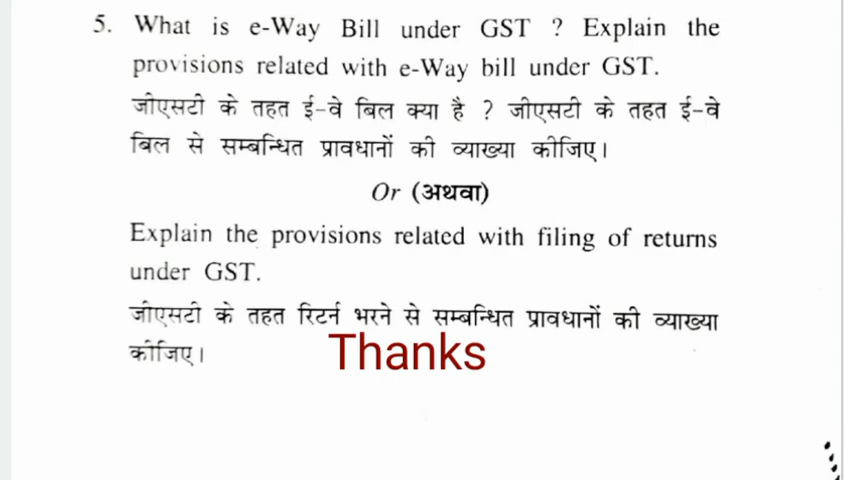 5. What is e-Way Bill under GST ? Explain the
provisions related with e-Way bill under GST.
जीएसटी के तहत ई-वे बिल क्या है ? जीएसटी के तहत ई-वे
बिल से सम्बन्धित प्रावधानों की व्याख्या कीजिए।
Or (अथवा)
Explain the provisions related with filing of returns
under GST.
जीएसटी के तहत रिटर्न भरने से सम्बन्धित प्रावधानों की व्याख्या
कीजिए।
Thanks